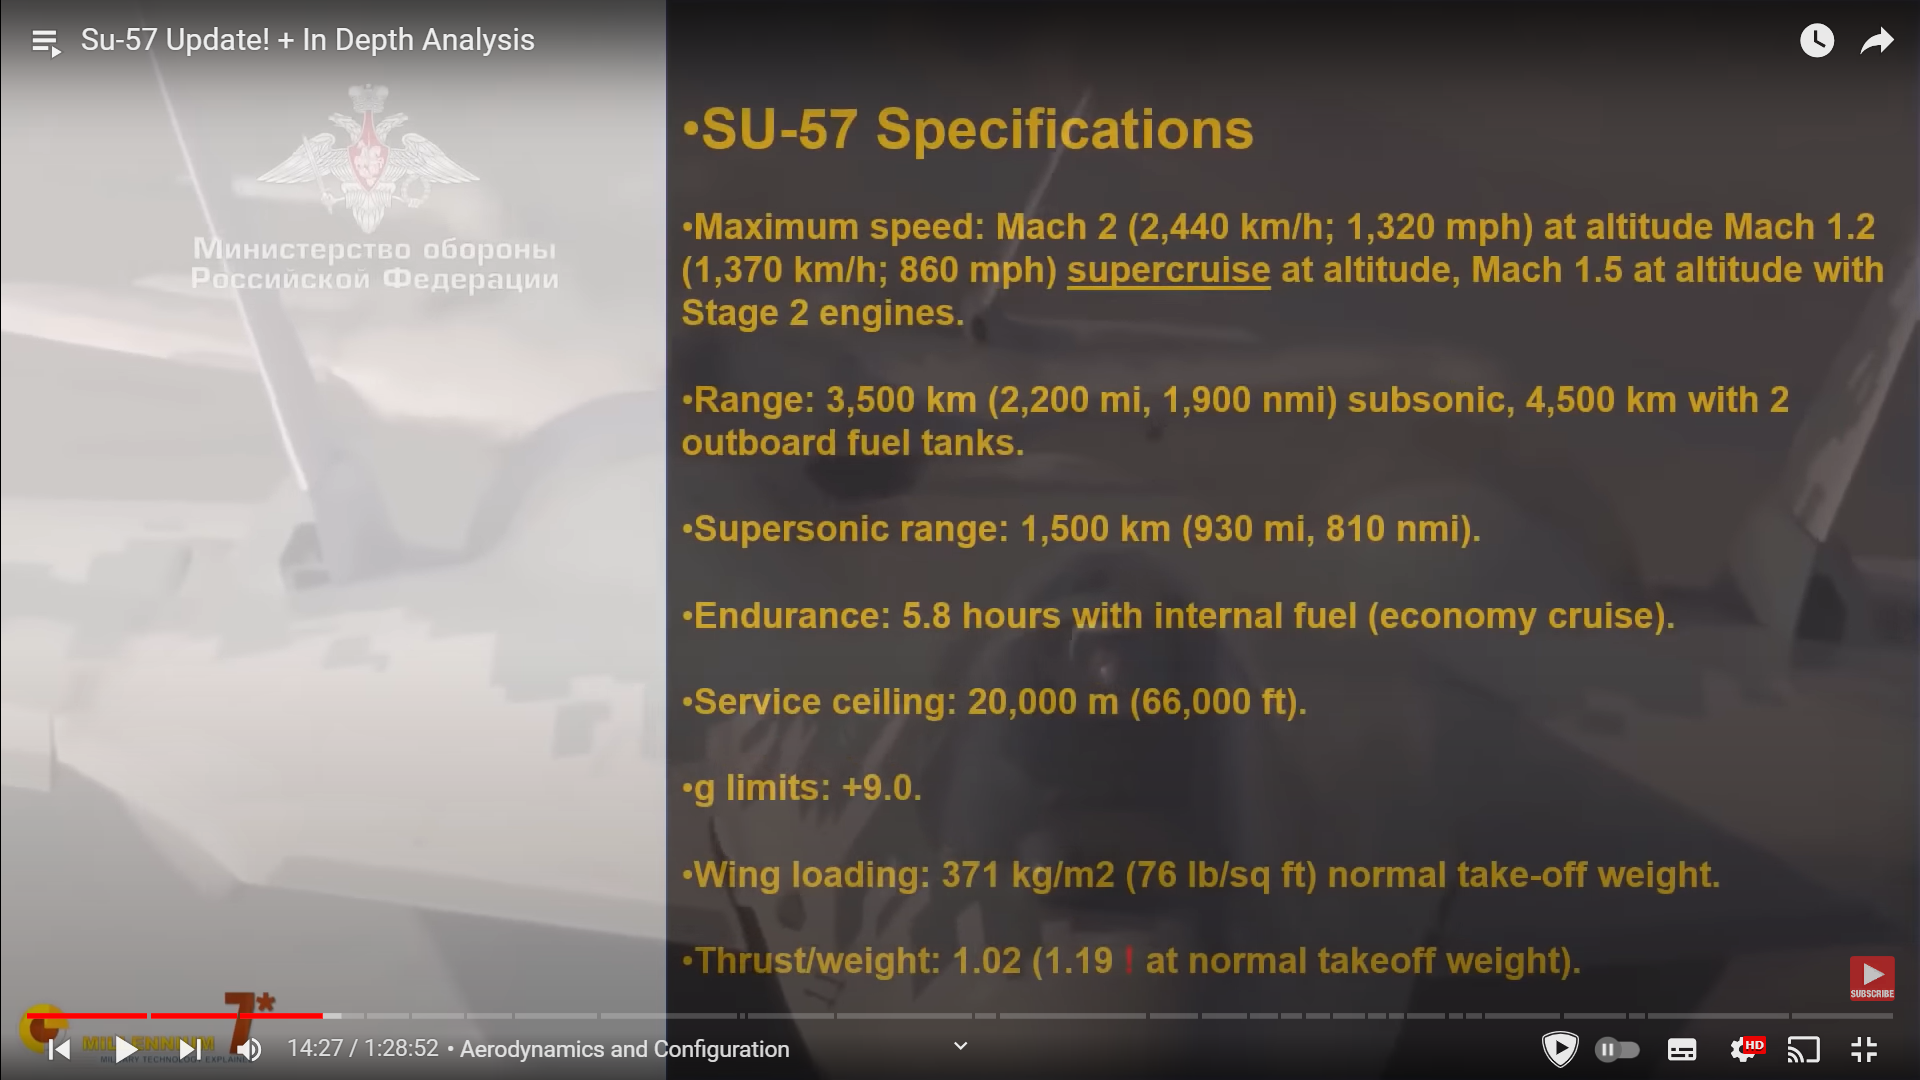 Su-57 Update! + In Depth Analysis
Министерство обороны
Российской Федерации
•SU-57 Specifications
•Maximum speed: Mach 2 (2,440 km/h; 1,320 mph) at altitude Mach 1.2
(1,370 km/h; 860 mph) supercruise at altitude, Mach 1.5 at altitude with
Stage 2 engines.
•Range: 3,500 km (2,200 mi, 1,900 nmi) subsonic, 4,500 km with 2
outboard fuel tanks.
•Supersonic range: 1,500 km (930 mi, 810 nmi).
•Endurance: 5.8 hours with internal fuel (economy cruise).
•Service ceiling: 20,000 m (66,000 ft).
•g limits: +9.0.
•Wing loading: 371 kg/m2 (76 lb/sq ft) normal take-off weight.
•Thrust/weight: 1.02 (1.19 ! at normal takeoff weight).
SUBSCRIBE
7*
MILLENNIUM
MILITARY TECHNOLOGY EXPLAINED
14:27 / 1:28:52 • Aerodynamics and Configuration
HD